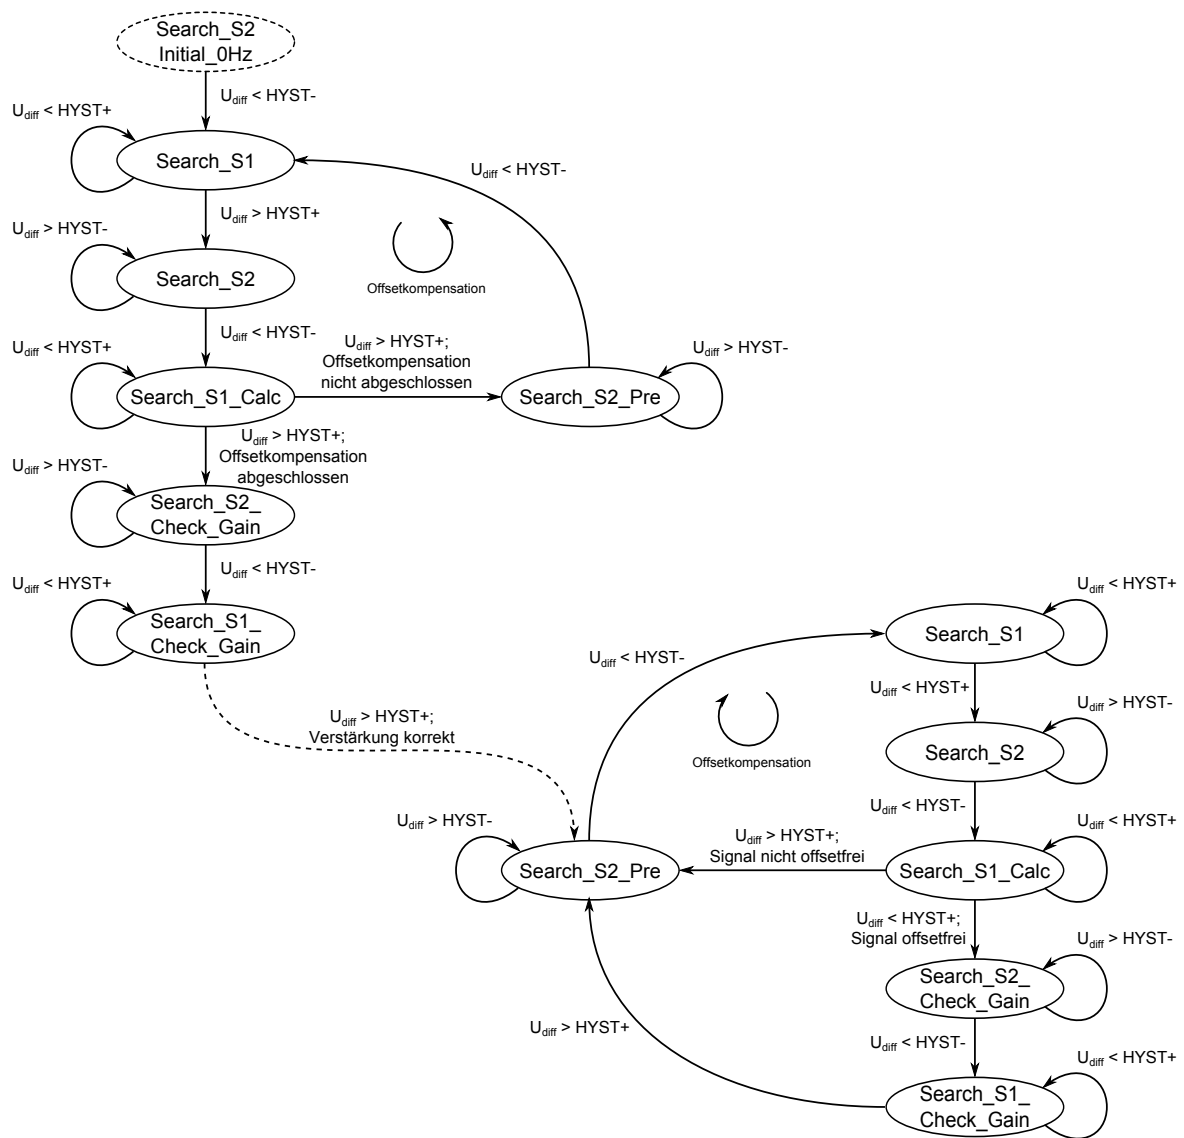 Search_S2
Initial_0Hz
Udiff < HYST-
Udiff < HYST+
Search_S1
Udiff < HYST-
Udiff > HYST+
Udiff > HYST-
Search_S2
Offsetkompensation
Udiff < HYST-
Udiff < HYST+
Udiff > HYST+;
Offsetkompensation
nicht abgeschlossen
Udiff > HYST-
Search_S1_Calc
Search_S2_Pre
Udiff > HYST+;
Offsetkompensation
abgeschlossen
Udiff > HYST-
Search_S2_
Check_Gain
Udiff < HYST-
Udiff < HYST+
Search_S1_
Check_Gain
Udiff > HYST+;
Verstärkung korrekt
Udiff < HYST-
Udiff < HYST+
Search_S1
Udiff < HYST+
Udiff > HYST-
Search_S2
Offsetkompensation
Udiff < HYST-
Udiff < HYST+
Udiff > HYST-
Udiff > HYST+;
Signal nicht offsetfrei
Search_S2_Pre
Search_S1_Calc
Udiff < HYST+;
Signal offsetfrei
Udiff > HYST-
Search_S2_
Check_Gain
Udiff > HYST+
Udiff < HYST-
Udiff < HYST+
Search_S1_
Check_Gain